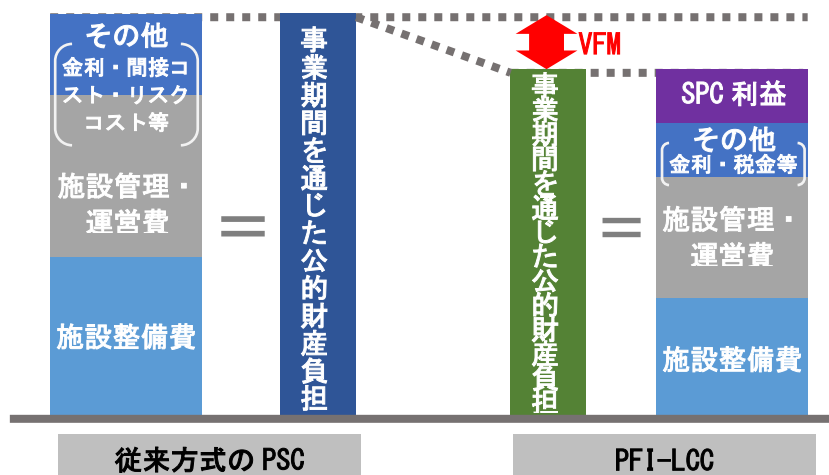 その他
(金利・間接コ
スト・リスク
コスト等)
施設管理・
運営費
施設整備費
=
事業期間を通じた公的財産負担
VFM
事業期間を通じた公的財産負担
=
SPC 利益
その他
(金利・税金等)
施設管理・
運営費
施設整備費
従来方式の PSC
PFI-LCC